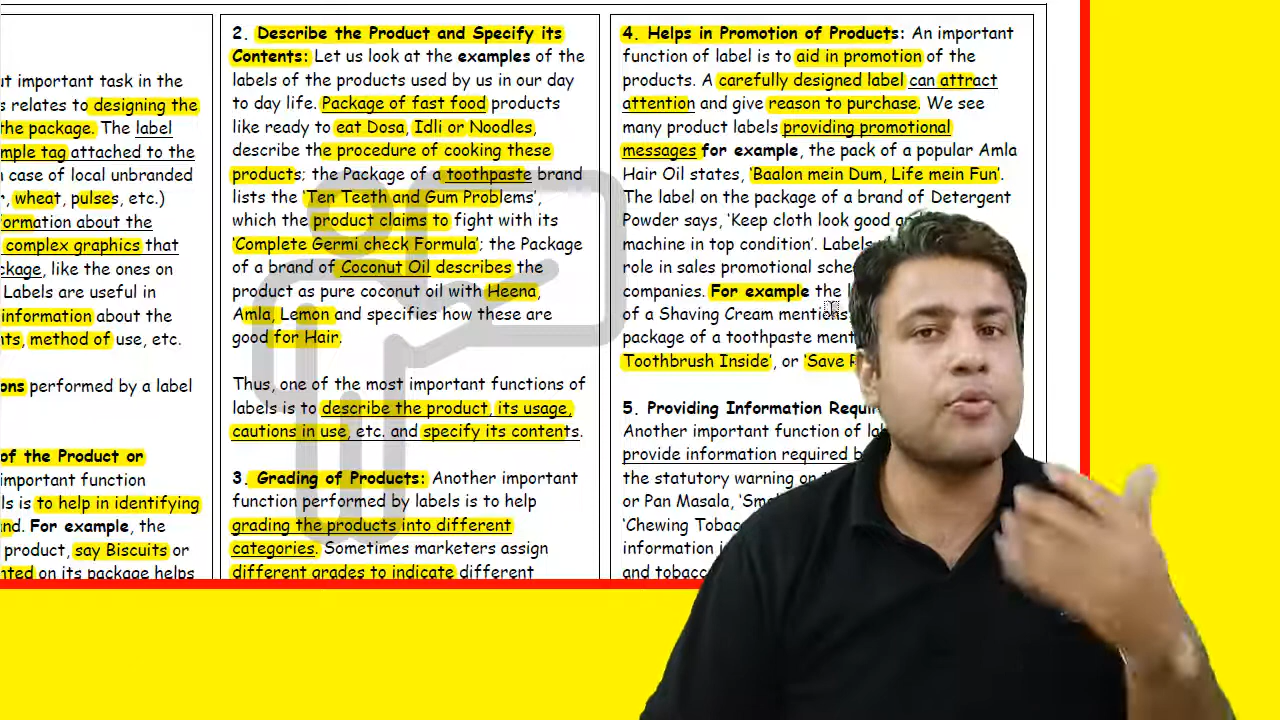 ut important task in the
s relates to designing the
the package. The label
mple tag attached to the
case of local unbranded
r, wheat, pulses, etc.)
formation about the
complex graphics that
ckage, like the ones on
Labels are useful in
information about the
nts, method of use, etc.
ons performed by a label
of the Product or
important function
ls is to help in identifying
nd. For example, the
product, say Biscuits or
nted on its package helps
2. Describe the Product and Specify its
Contents: Let us look at the examples of the
labels of the products used by us in our day
to day life. Package of fast food products
like ready to eat Dosa, Idli or Noodles,
describe the procedure of cooking these
products; the Package of a toothpaste brand
lists the 'Ten Teeth and Gum Problems',
which the product claims to fight with its
'Complete Germi check Formula'; the Package
of a brand of Coconut Oil describes the
product as pure coconut oil with Heena,
Amla, Lemon and specifies how these are
good for Hair.
Thus, one of the most important functions of
labels is to describe the product, its usage,
cautions in use, etc. and specify its contents.
3. Grading of Products: Another important
function performed by labels is to help
grading the products into different
categories. Sometimes marketers assign
different grades to indicate different
4. Helps in Promotion of Products: An important
function of label is to aid in promotion of the
products. A carefully designed label can attract
attention and give reason to purchase. We see
many product labels providing promotional
messages for example, the pack of a popular Amla
Hair Oil states, 'Baalon mein Dum, Life mein Fun'.
The label on the package of a brand of Detergent
Powder says, 'Keep cloth look good and
machine in top condition'. Labels
role in sales promotional sche
companies. For example the
of a Shaving Cream mentions
package of a toothpaste ment
Toothbrush Inside', or 'Save
5. Providing Information Requi
Another important function of la
provide information required b
the statutory warning on
or Pan Masala, 'Smo
'Chewing Tobac
information i
and tobacc